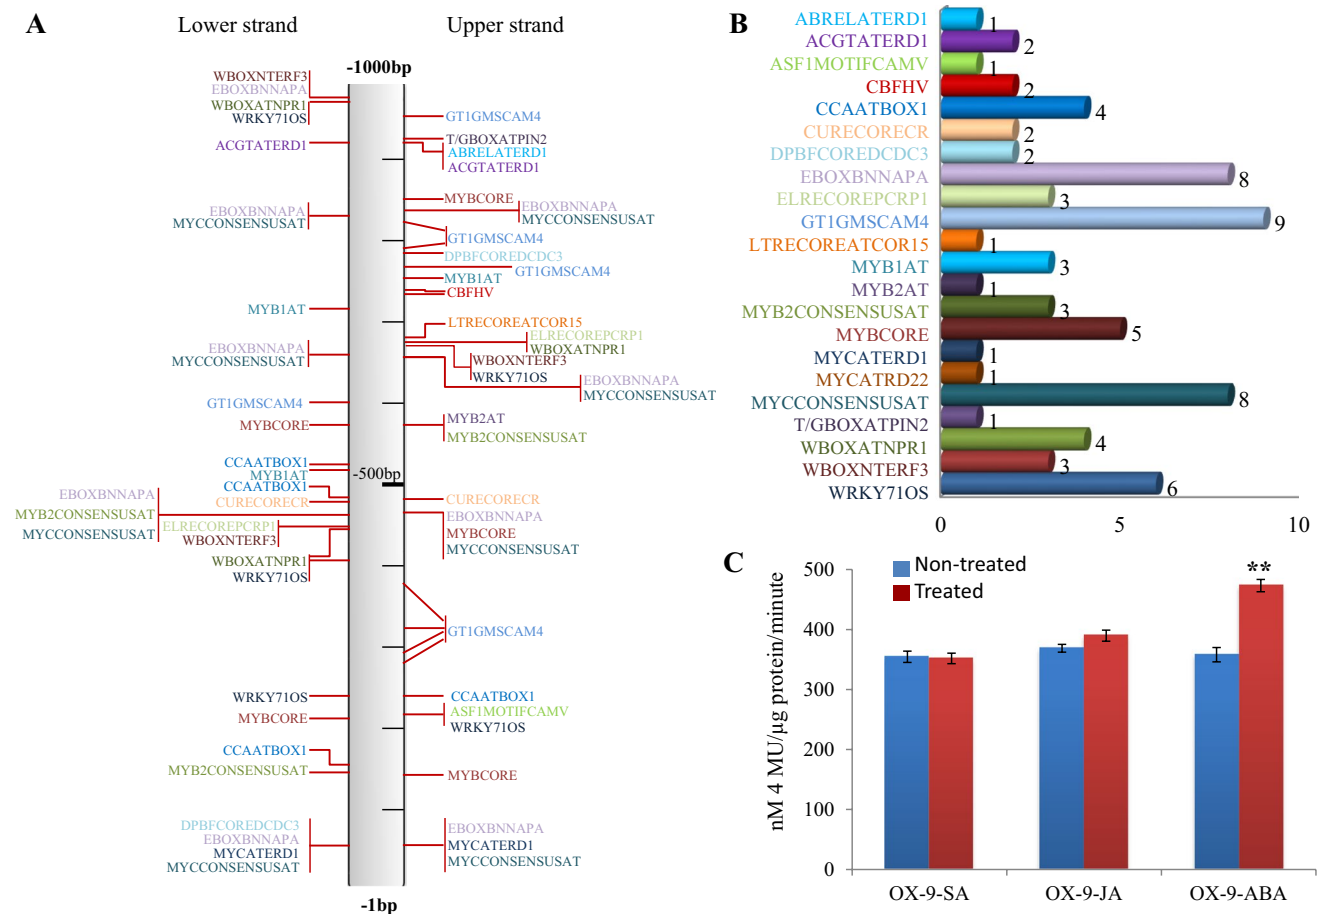 A
Lower strand
Upper strand
-1000bp
WBOXNTERF3
EBOXBNNAPA
WBOXATNPR1
WRKY71OS
ACGTATERD1
EBOXBNNAPA
MYCCONSENSUSAT
MYB1AT
EBOXBNNAPA
MYCCONSENSUSAT
GT1GMSCAM4
MYBCORE
CCAATBOX1
MYB1AT
CCAATBOX1
CURECORECR
EBOXBNNAPA
MYB2CONSENSUSAT
MYCCONSENSUSAT
ELRECOREPCRP1
WBOXNTERF3
WBOXATNPR1
WRKY71OS
WRKY71OS
MYBCORE
CCAATBOX1
MYB2CONSENSUSAT
DPBFCOREDCDC3
EBOXBNNAPA
MYCATERD1
MYCCONSENSUSAT
-500bp
GT1GMSCAM4
T/GBOXATPIN2
ABRELATERD1
ACGTATERD1
MYBCORE
EBOXBNNAPA
MYCCONSENSUSAT
GT1GMSCAM4
DPBFCOREDCDC3
GT1GMSCAM4
MYB1AT
CBFHV
LTRECOREATCOR15
ELRECOREPCRP1
WBOXATNPR1
WBOXNTERF3
WRKY71OS
EBOXBNNAPA
MYCCONSENSUSAT
MYB2AT
MYB2CONSENSUSAT
CURECORECR
EBOXBNNAPA
MYBCORE
MYCCONSENSUSAT
GT1GMSCAM4
CCAATBOX1
ASF1MOTIFCAMV
WRKY71OS
MYBCORE
EBOXBNNAPA
MYCATERD1
MYCCONSENSUSAT
-1bp
B
ABRELATERD1 1
ACGTATERD1 2
ASF1MOTIFCAMV 1
CBFHV 2
CCAATBOX1 4
CURECORECR 2
DPBFCOREDCDC3 2
EBOXBNNAPA 8
ELRECOREPCRP1 3
GT1GMSCAM4 9
LTRECOREATCOR15 1
MYB1AT 3
MYB2AT 1
MYB2CONSENSUSAT 3
MYBCORE 5
MYCATERD1 1
MYCATRD22 1
MYCCONSENSUSAT 8
T/GBOXATPIN2 1
WBOXATNPR1 4
WBOXNTERF3 3
WRKY71OS 6
0 5 10
C
Non-treated
Treated
**
nM 4 MU/µg protein/minute
500
400
300
200
100
0
OX-9-SA OX-9-JA OX-9-ABA